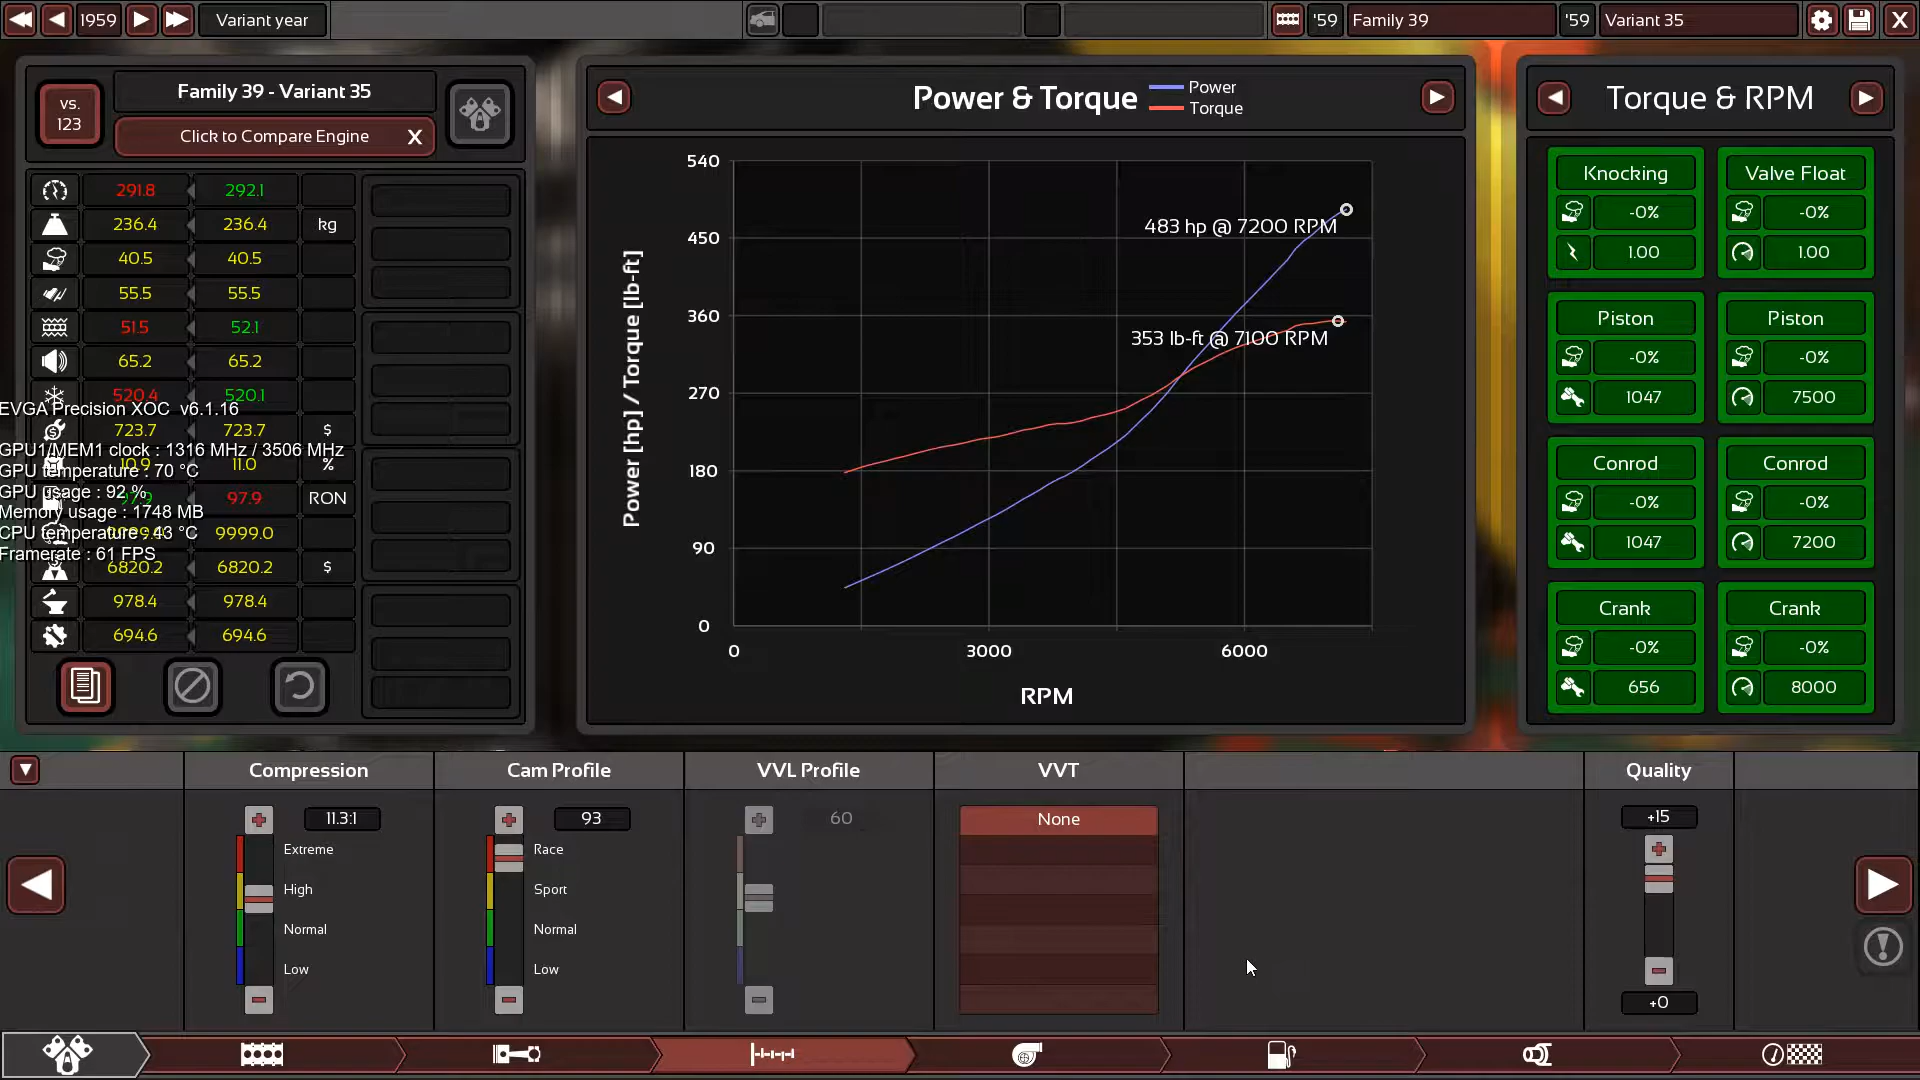 1959
Variant year
'59
Family 39
'59
Variant 35
X
vs.
123
Family 39 - Variant 35
Click to Compare Engine X
291.8 292.1
236.4 236.4 kg
40.5 40.5
55.5 55.5
51.5 52.1
65.2 65.2
520.4 520.1
EVGA Precision XOC v6.1.16
723.7 723.7 $
GPU1/MEM1 clock : 1316 MHz / 3506 MHz
10.9 11.0 %
GPU temperature : 70 °C
GPU usage : 92 %
97.9 97.9 RON
Memory usage : 1748 MB
CPU temperature : 43 °C
9999.0
Framerate : 61 FPS
6820.2 6820.2 $
978.4 978.4
694.6 694.6
Power & Torque
Power
Torque
Power [hp] / Torque [lb-ft]
540
450
360
270
180
90
0
483 hp @ 7200 RPM
353 lb-ft @ 7100 RPM
0 3000 6000
RPM
Torque & RPM
Knocking
-0%
1.00
Valve Float
-0%
1.00
Piston
-0%
1047
Piston
-0%
7500
Conrod
-0%
1047
Conrod
-0%
7200
Crank
-0%
656
Crank
-0%
8000
Compression
11.3:1
Extreme
High
Normal
Low
Cam Profile
93
Race
Sport
Normal
Low
VVL Profile
60
VVT
None
Quality
+15
+0